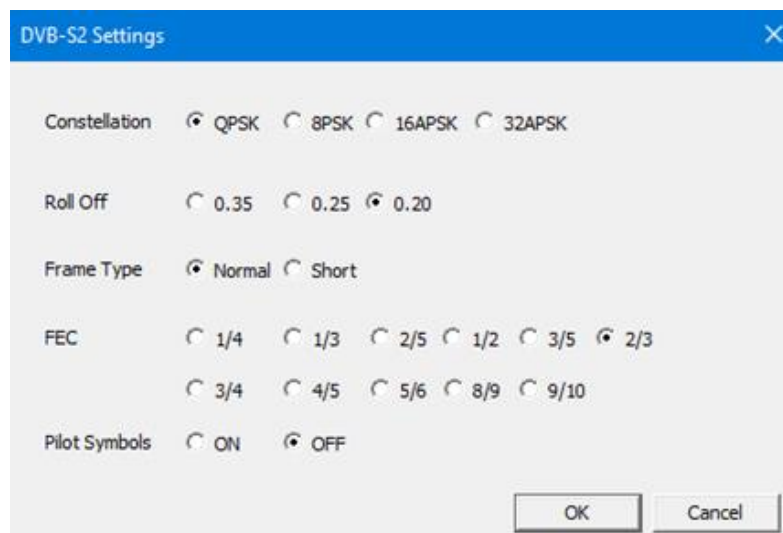 DVB-S2 Settings
Constellation QPSK 8PSK 16APSK 32APSK
Roll Off 0.35 0.25 0.20
Frame Type Normal Short
FEC 1/4 1/3 2/5 1/2 3/5 2/3
3/4 4/5 5/6 8/9 9/10
Pilot Symbols ON OFF
OK Cancel